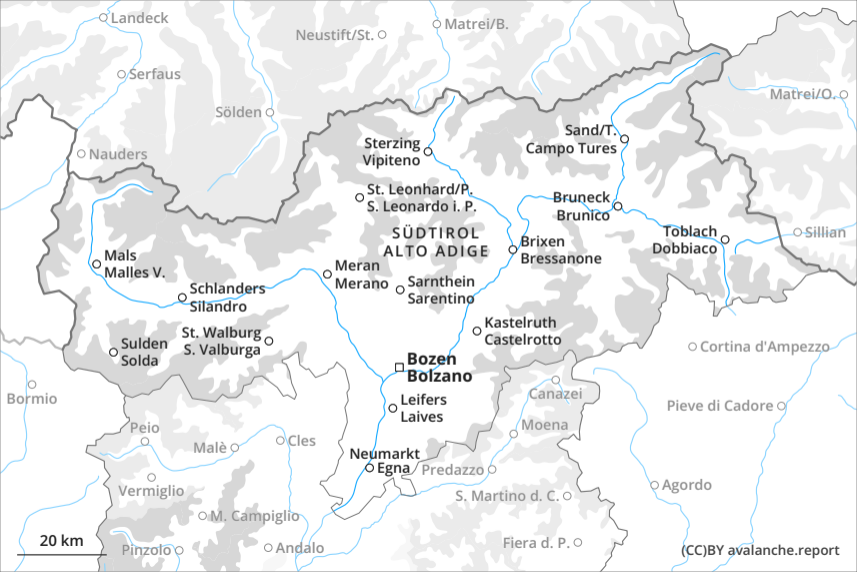 Landeck
Matrei/B.
Neustift/St.
Serfaus
Matrei/O.
Sölden
Sand/T.
Campo Tures
Sterzing
Vipiteno
Nauders
St. Leonhard/P.
S. Leonardo i. P.
Bruneck
Brunico
SÜDTIROL
ALTO ADIGE
Toblach
Dobbiaco
Sillian
Brixen
Bressanone
Mals
Malles V.
Meran
Merano
Sarnthein
Sarentino
Schlanders
Silandro
Kastelruth
Castelrotto
St. Walburg
S. Valburga
Sulden
Solda
Cortina d'Ampezzo
Bozen
Bolzano
Bormio
Canazei
Leifers
Laives
Pieve di Cadore
Peio
Moena
Malè
Cles
Neumarkt
Egna
Predazzo
Vermiglio
Agordo
S. Martino d. C.
M. Campiglio
20 km
Pinzolo
Andalo
Fiera d. P.
(CC)BY avalanche.report